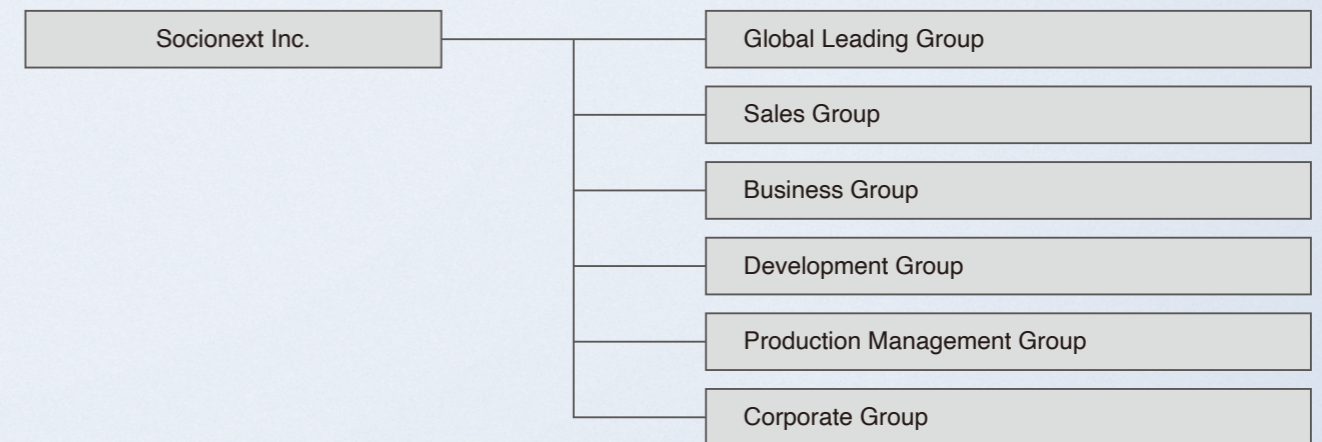 Socionext Inc.
Global Leading Group
Sales Group
Business Group
Development Group
Production Management Group
Corporate Group